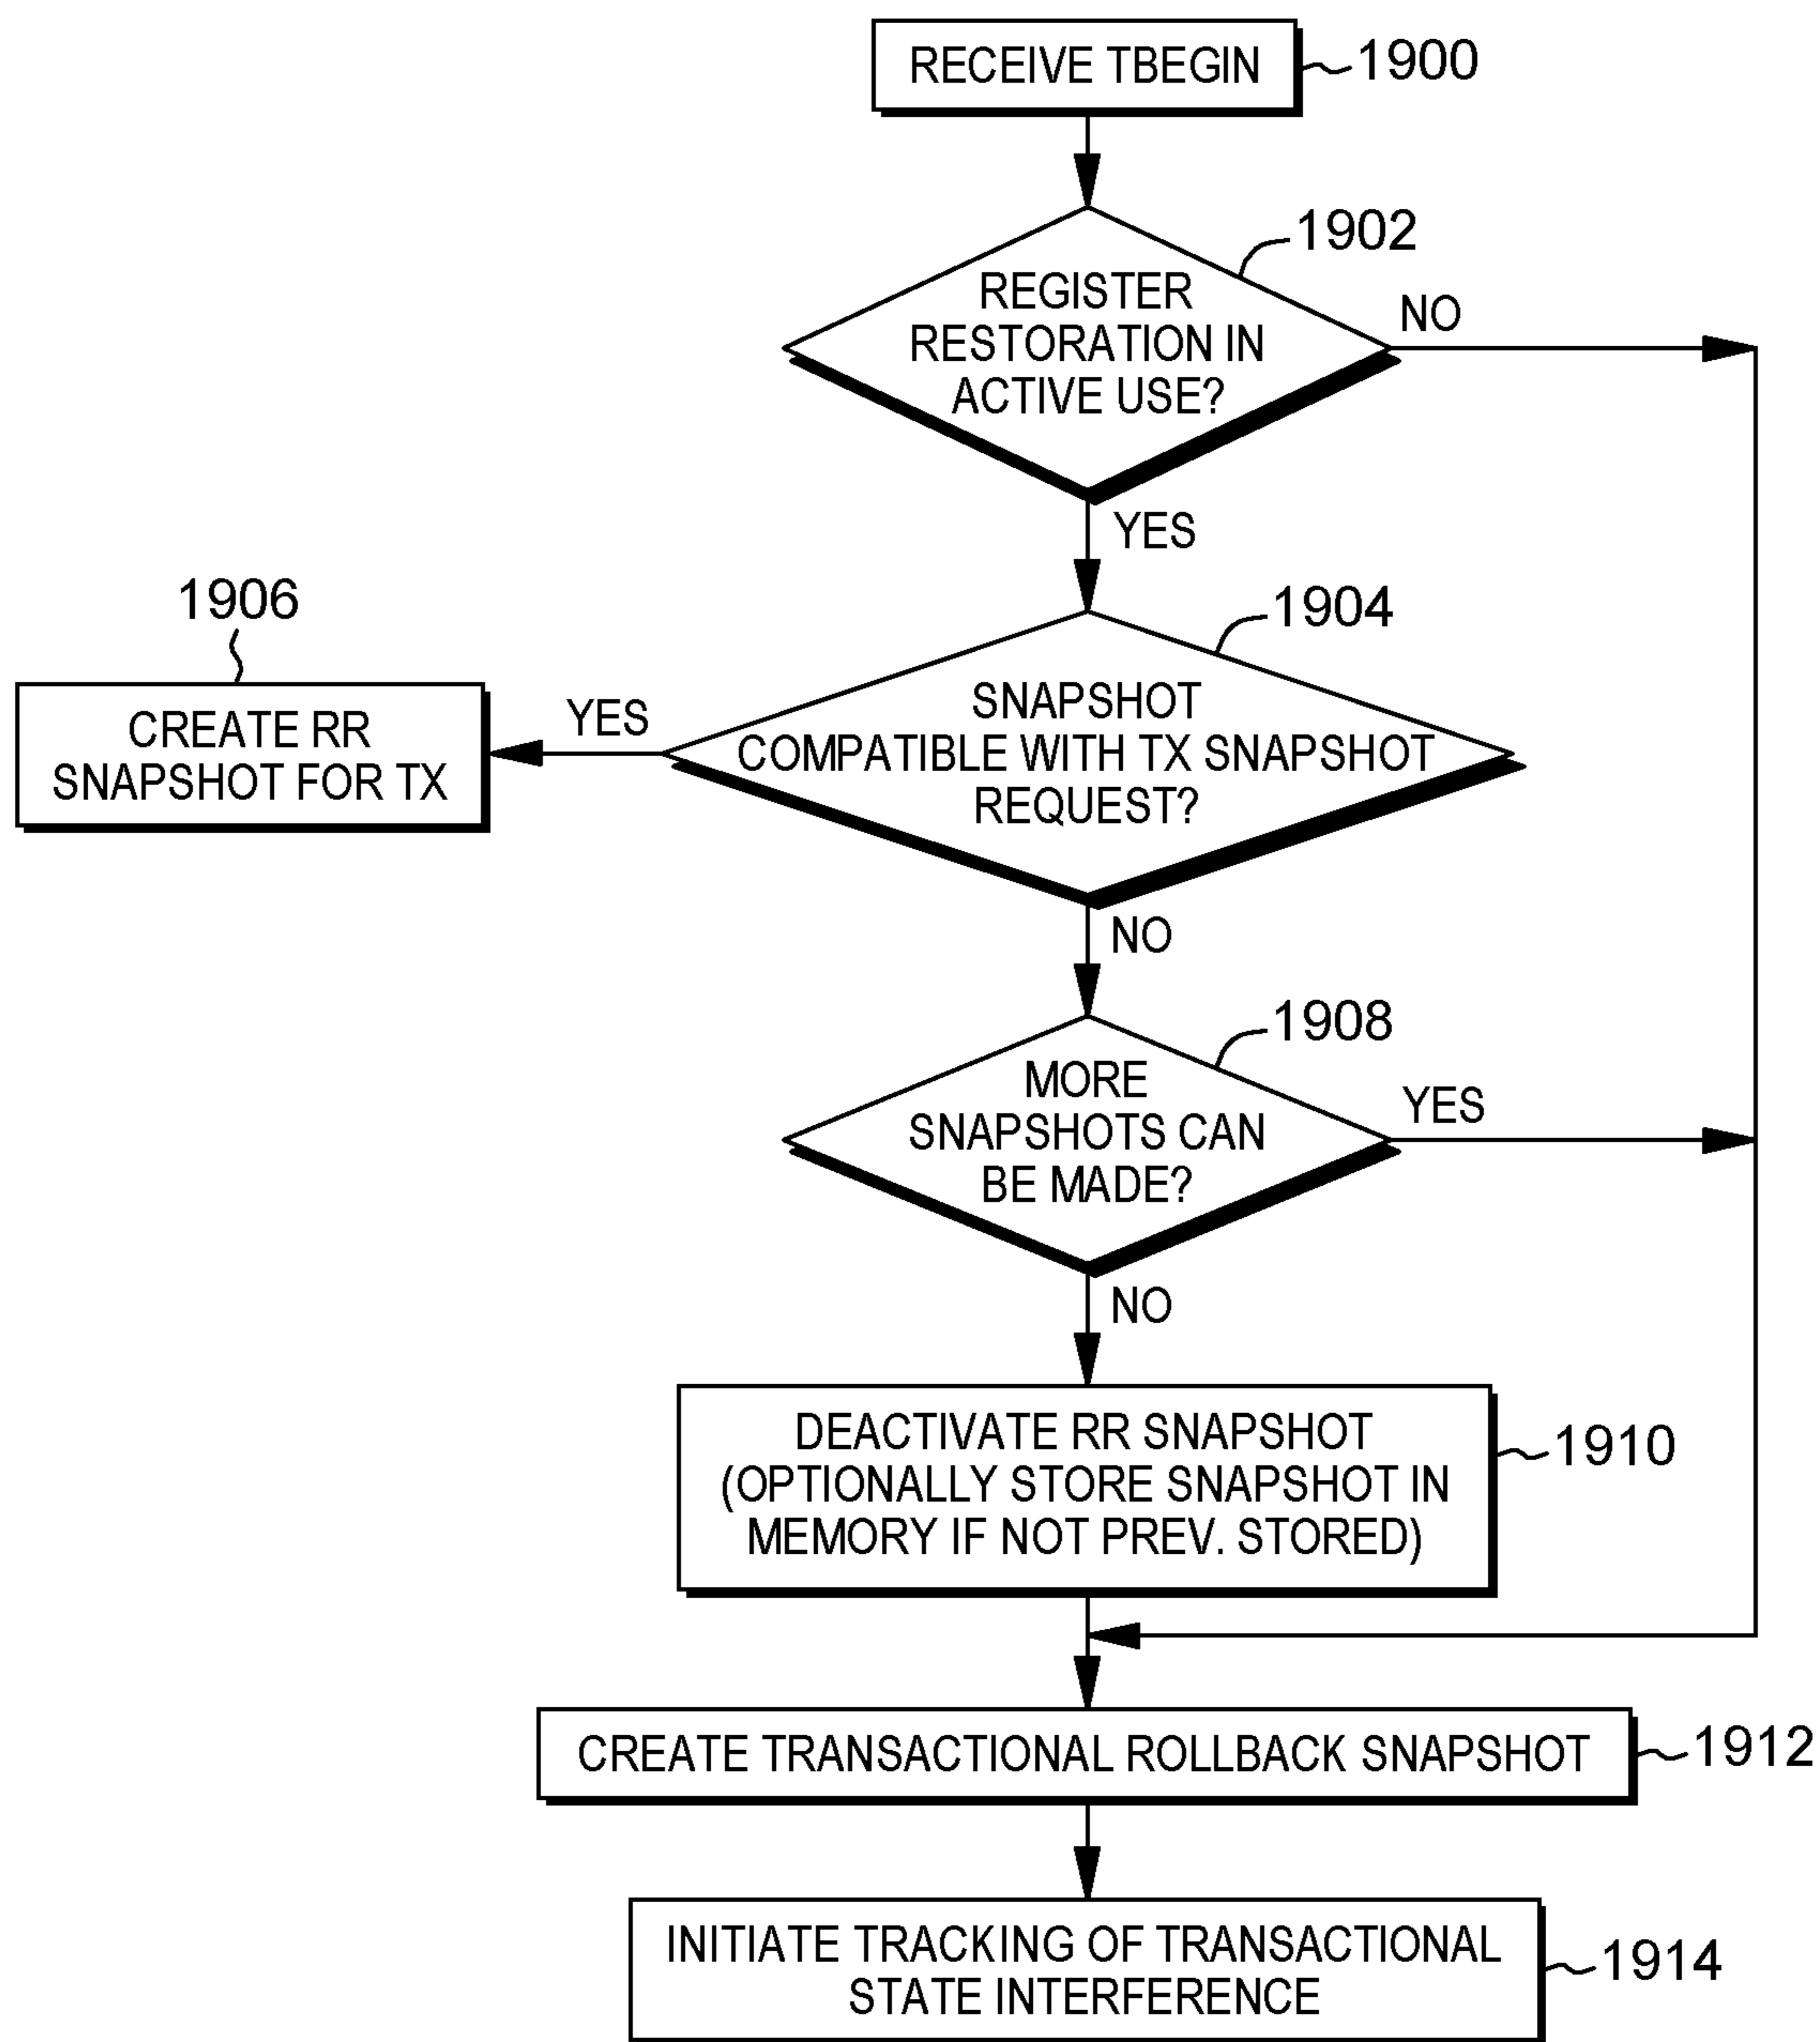 RECEIVE TBEGIN
1900
1902
REGISTER
RESTORATION IN
ACTIVE USE?
NO
YES
1904
1906
SNAPSHOT
COMPATIBLE WITH TX SNAPSHOT
REQUEST?
YES
CREATE RR
SNAPSHOT FOR TX
NO
1908
MORE
SNAPSHOTS CAN
BE MADE?
YES
NO
DEACTIVATE RR SNAPSHOT
(OPTIONALLY STORE SNAPSHOT IN
MEMORY IF NOT PREV. STORED)
1910
CREATE TRANSACTIONAL ROLLBACK SNAPSHOT
1912
INITIATE TRACKING OF TRANSACTIONAL
STATE INTERFERENCE
1914